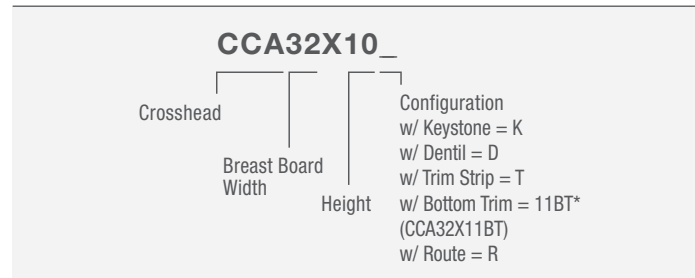 CCA32X10_
Crosshead
Breast Board
Width
Height
Configuration
w/ Keystone = K
w/ Dentil = D
w/ Trim Strip = T
w/ Bottom Trim = 11BT*
(CCA32X11BT)
w/ Route = R